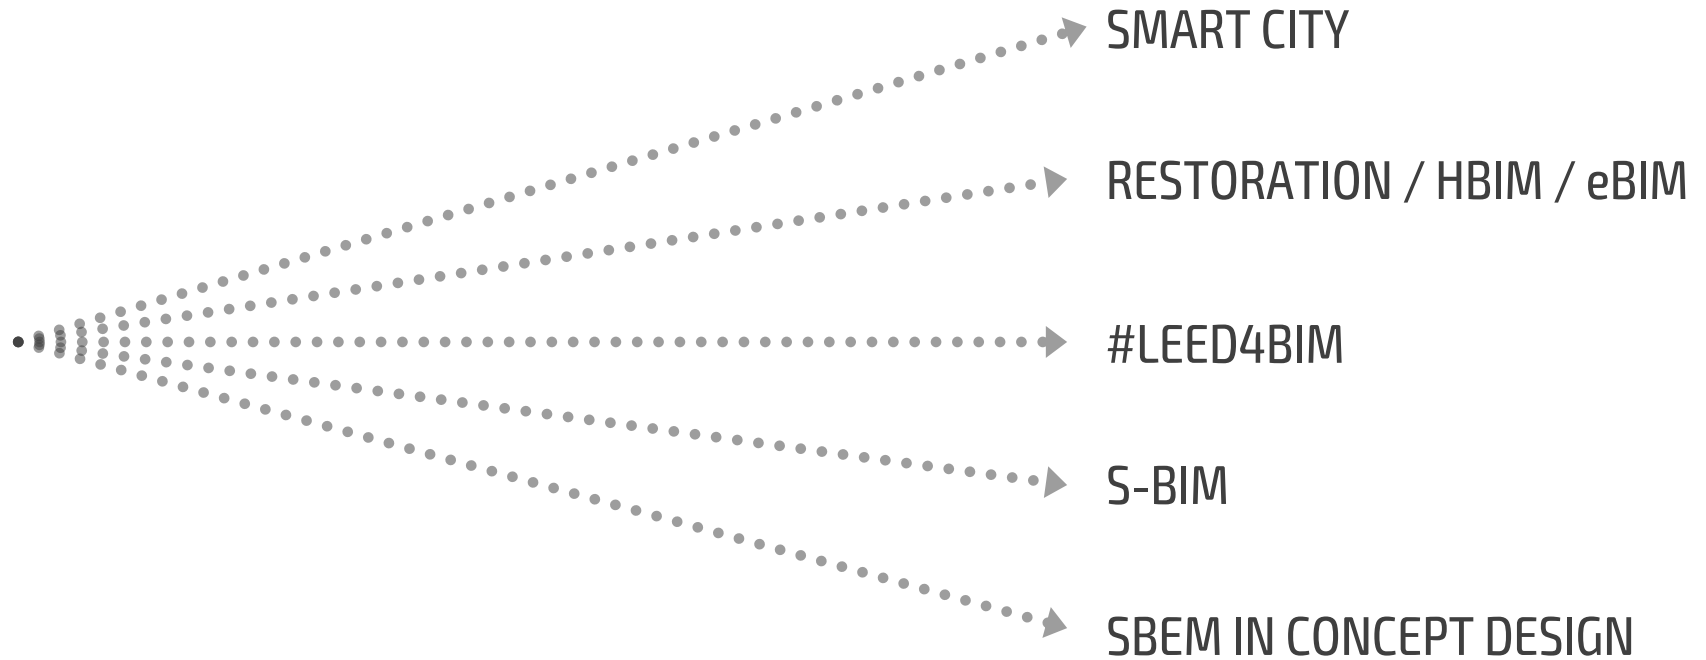 SMART CITY
RESTORATION / HBIM / eBIM
#LEED4BIM
S-BIM
SBEM IN CONCEPT DESIGN